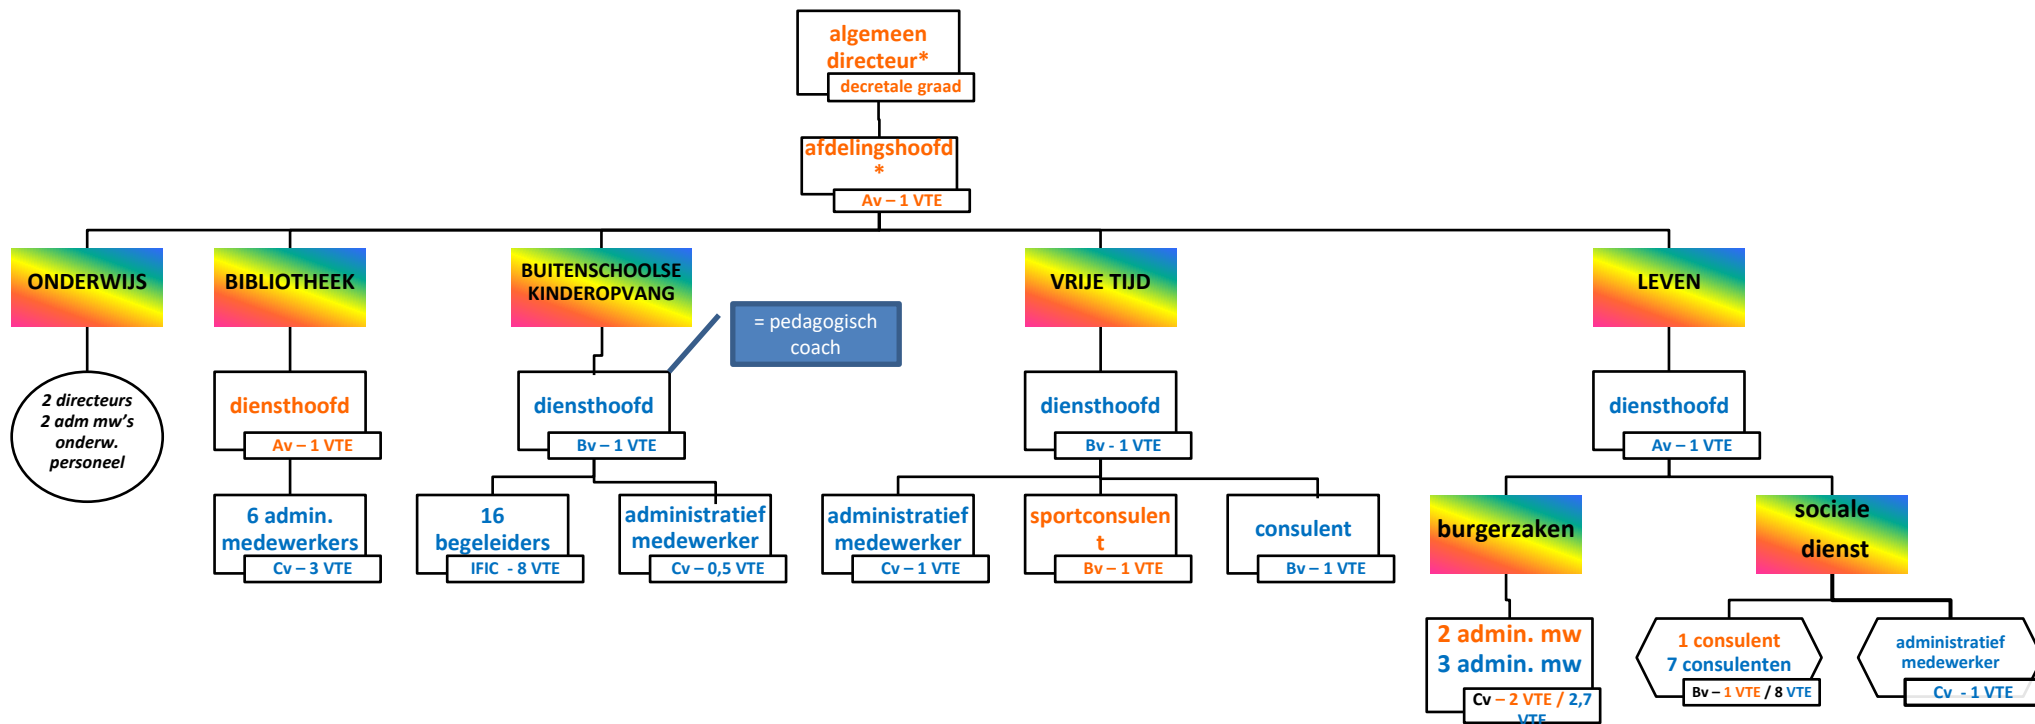 algemeen
directeur*
decretale graad
afdelingshoofd
*
Av – 1 VTE
ONDERWIJS
BIBLIOTHEEK
BUITENSCHOOLSE
KINDEROPVANG
VRIJE TIJD
LEVEN
= pedagogisch
coach
2 directeurs
2 adm mw's
onderw.
personeel
diensthoofd
Av – 1 VTE
diensthoofd
Bv – 1 VTE
diensthoofd
Bv - 1 VTE
diensthoofd
Av – 1 VTE
6 admin.
medewerkers
Cv – 3 VTE
16
begeleiders
IFIC - 8 VTE
administratief
medewerker
Cv – 0,5 VTE
administratief
medewerker
Cv – 1 VTE
sportconsulen
t
Bv – 1 VTE
consulent
Bv – 1 VTE
burgerzaken
sociale
dienst
2 admin. mw
3 admin. mw
Cv – 2 VTE / 2,7
VTE
1 consulent
7 consulenten
Bv – 1 VTE / 8 VTE
administratief
medewerker
Cv - 1 VTE